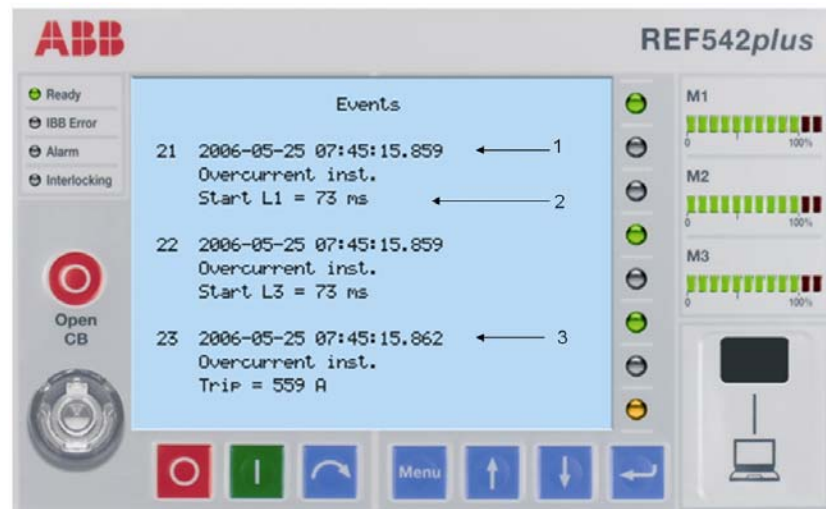 ABB
REF542plus
Ready
IBB Error
Alarm
Interlocking
Open
CB
Events
21 2006-05-25 07:45:15.859 1
Overcurrent inst.
Start L1 = 73 ms 2
22 2006-05-25 07:45:15.859
Overcurrent inst.
Start L3 = 73 ms
23 2006-05-25 07:45:15.862 3
Overcurrent inst.
Trip = 559 A
Menu
M1
0 100%
M2
0 100%
M3
0 100%